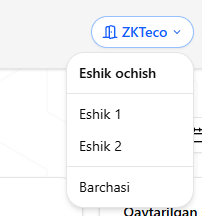 ZKTeco
Eshik ochish
Eshik 1
Eshik 2
Barchasi
Qaytarilgan